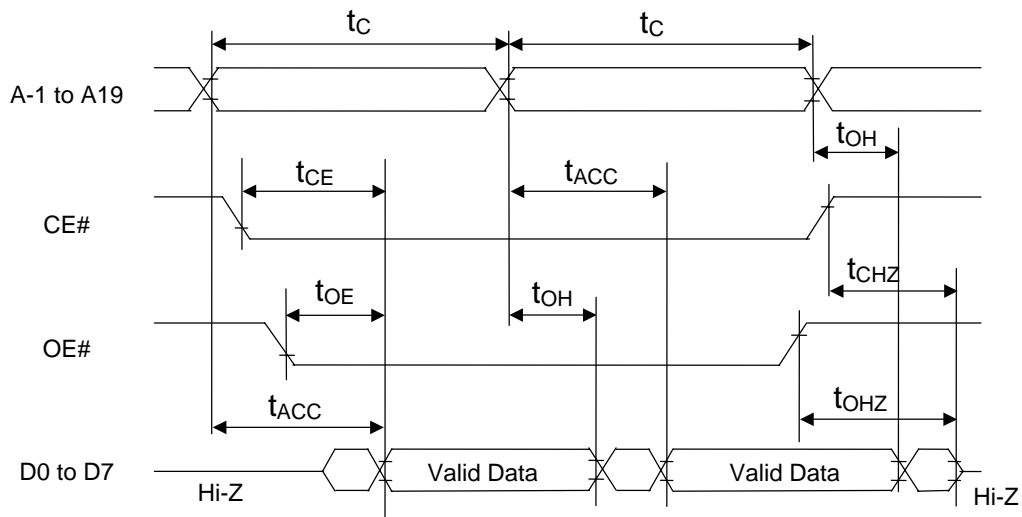 tC tC
A-1 to A19
tOH
tCE tACC
CE#
tCHZ
tOE tOH
OE#
tACC tOHZ
D0 to D7 Valid Data Valid Data
Hi-Z Hi-Z